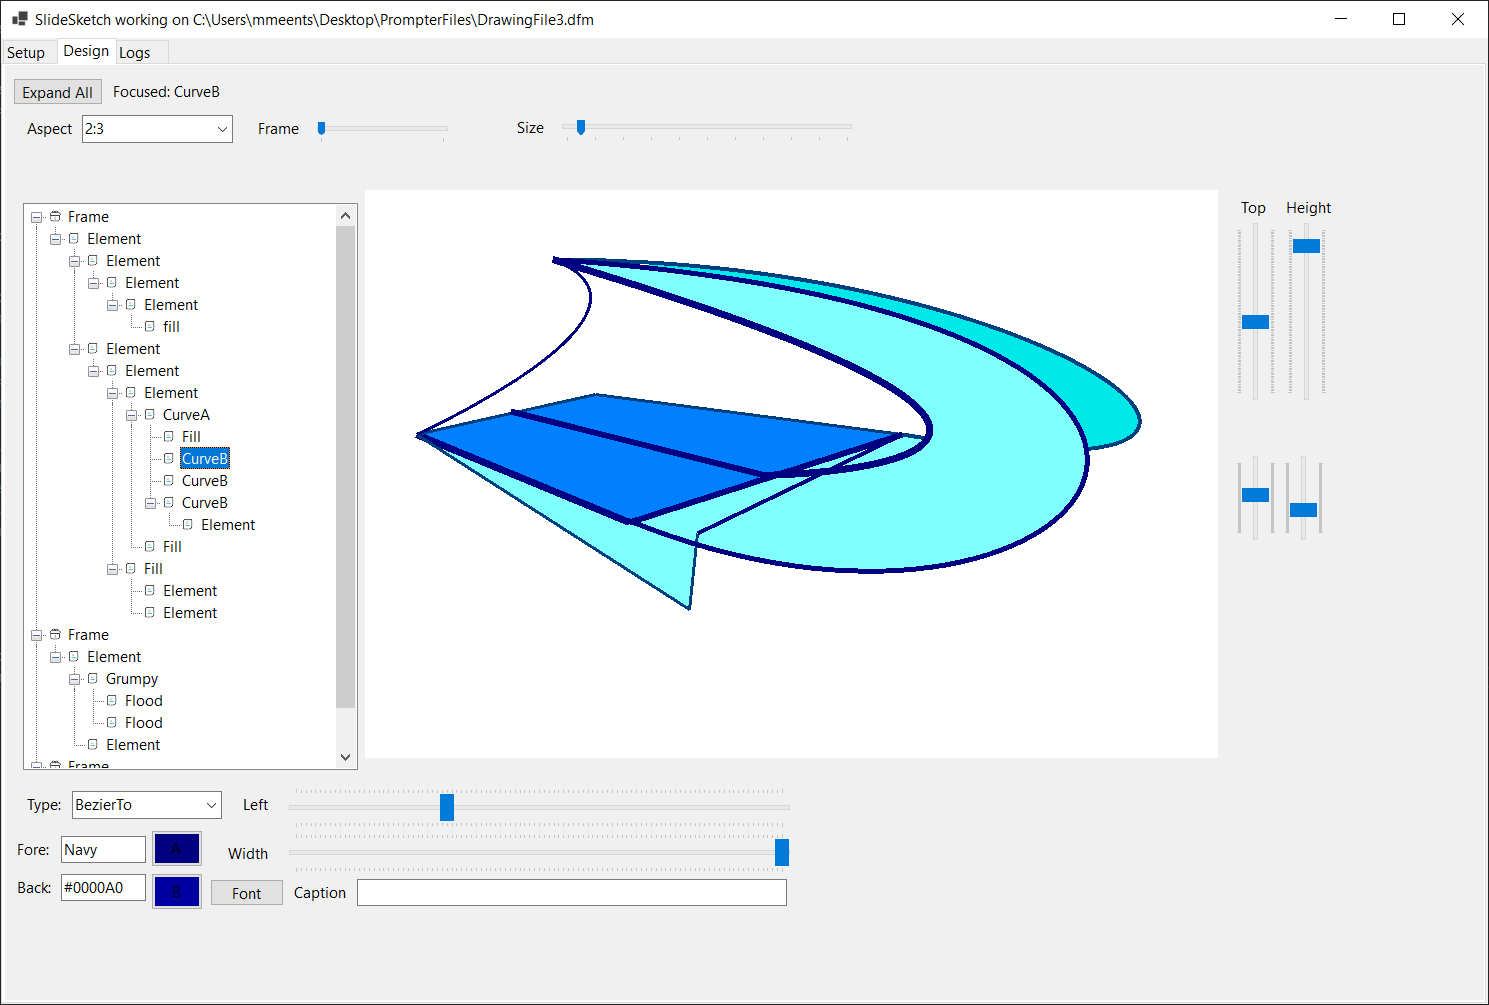 SlideSketch working on C:\Users\mmeents\Desktop\PrompterFiles\DrawingFile3.dfm
Setup Design Logs
Expand All Focused: CurveB
Aspect 2:3 Frame Size
Frame
Element
Element
Element
Element
fill
Element
Element
Element
CurveA
Fill
CurveB
CurveB
CurveB
Element
Fill
Fill
Element
Element
Frame
Element
Grumpy
Flood
Flood
Element
Frame
Top Height
Type: BezierTo Left
Fore: Navy A Width
Back: #0000A0 B Font Caption